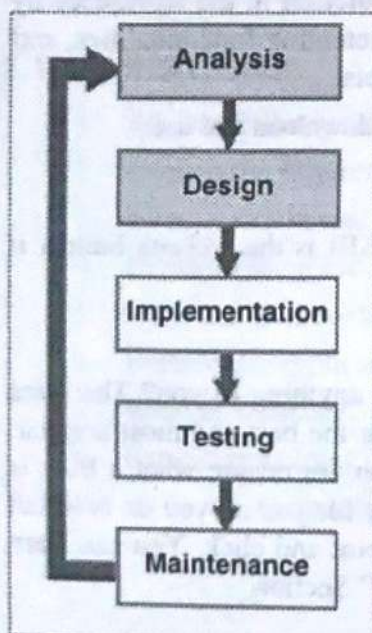 Analysis
Design
Implementation
Testing
Maintenance